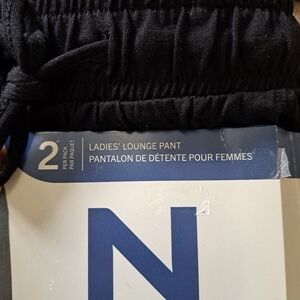 2
PER PACK
PAR PAQUET
LADIES' LOUNGE PANT
PANTALON DE DÉTENTE POUR FEMMES
N